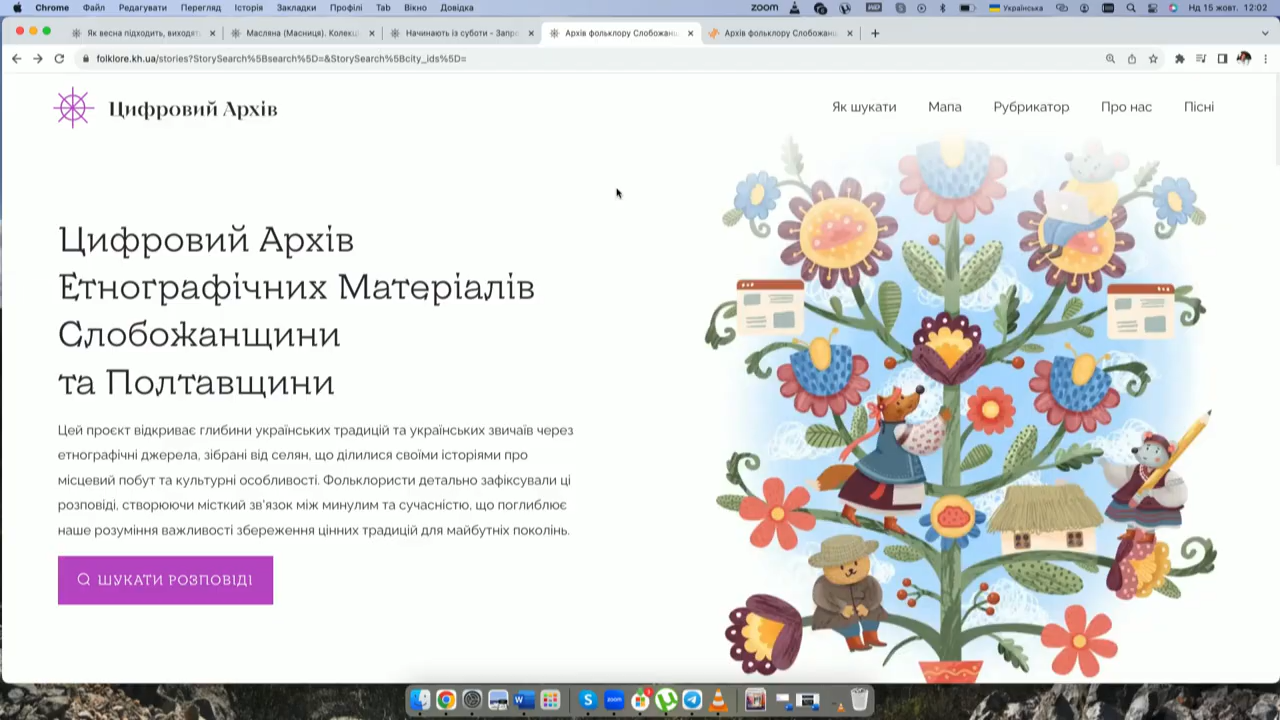 Chrome Файл Редагувати Перегляд Історія Закладки Профілі Tab Вікно Довідка zoom Українська Нд 15 жовт. 12:02
Як весна підходить, виходят Масляна (Масниця). Колекц Начинають із суботи - Запро Архів фольклору Слобожан Архів фольклору Слобожан
folklore.kh.ua/stories?StorySearch%5Bsearch%5D=&StorySearch%5Bcity_ids%5D=
Цифровий Архів
Як шукати Мапа Рубрикатор Про нас Пісні
Цифровий Архів
Етнографічних Матеріалів
Слобожанщини
та Полтавщини
Цей проєкт відкриває глибини українських традицій та українських звичаїв через
етнографічні джерела, зібрані від селян, що ділилися своїми історіями про
місцевий побут та культурні особливості. Фольклористи детально зафіксували ці
розповіді, створюючи місткий зв'язок між минулим та сучасністю, що поглиблює
наше розуміння важливості збереження цінних традицій для майбутніх поколінь.
ШУКАТИ РОЗПОВІДІ
zoom